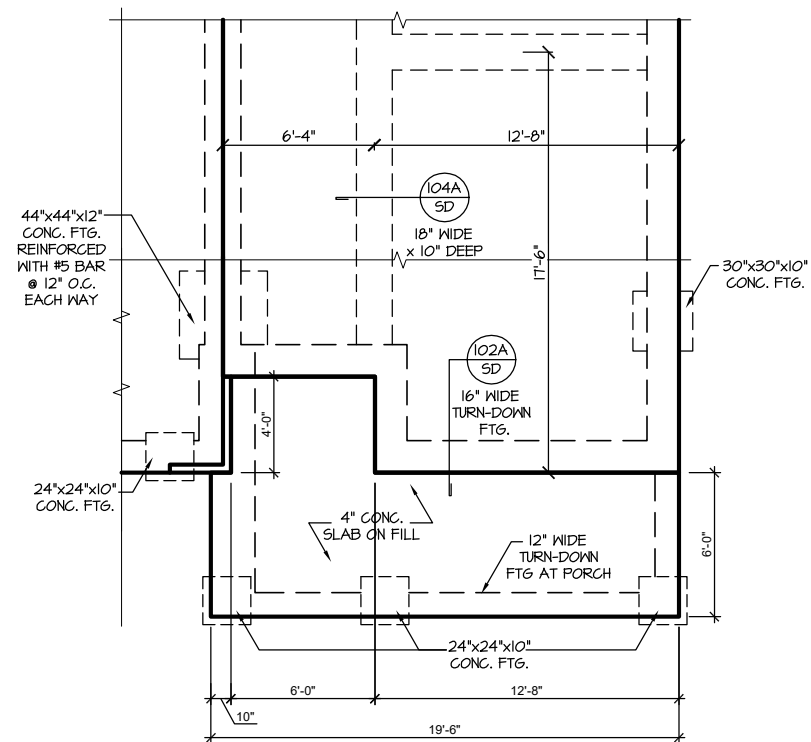 6'-4"
12'-8"
104A
SD
18" WIDE
x 10" DEEP
44"x44"x12"
CONC. FTG.
REINFORCED
WITH #5 BAR
@ 12" O.C.
EACH WAY
17'-6"
30"x30"x10"
CONC. FTG.
102A
SD
16" WIDE
TURN-DOWN
FTG.
4'-0"
24"x24"x10"
CONC. FTG.
4" CONC.
SLAB ON FILL
12" WIDE
TURN-DOWN
FTG AT PORCH
6'-0"
24"x24"x10"
CONC. FTG.
6'-0"
12'-8"
10"
19'-6"